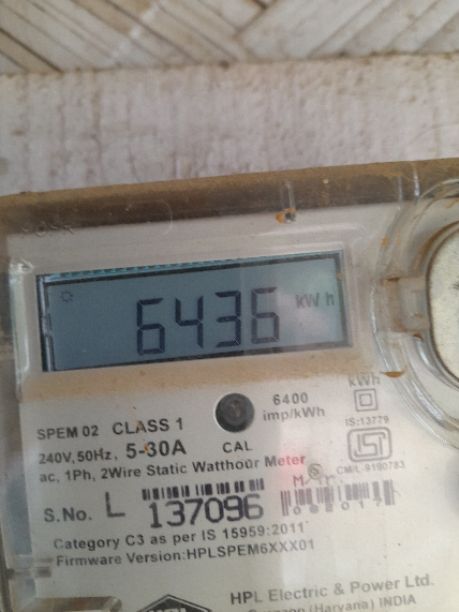 6436 kWh
kWh
6400
imp/kWh
IS:13779
SPEM 02 CLASS 1
240V,50Hz, 5-30A CAL
ac, 1Ph, 2Wire Static Watthour Meter
CM/L-9190783
S.No. L 137096
Category C3 as per IS 15959:2011
Firmware Version:HPLSPEM6XXX01
HPL Electric & Power Ltd.
(Haryana) INDIA